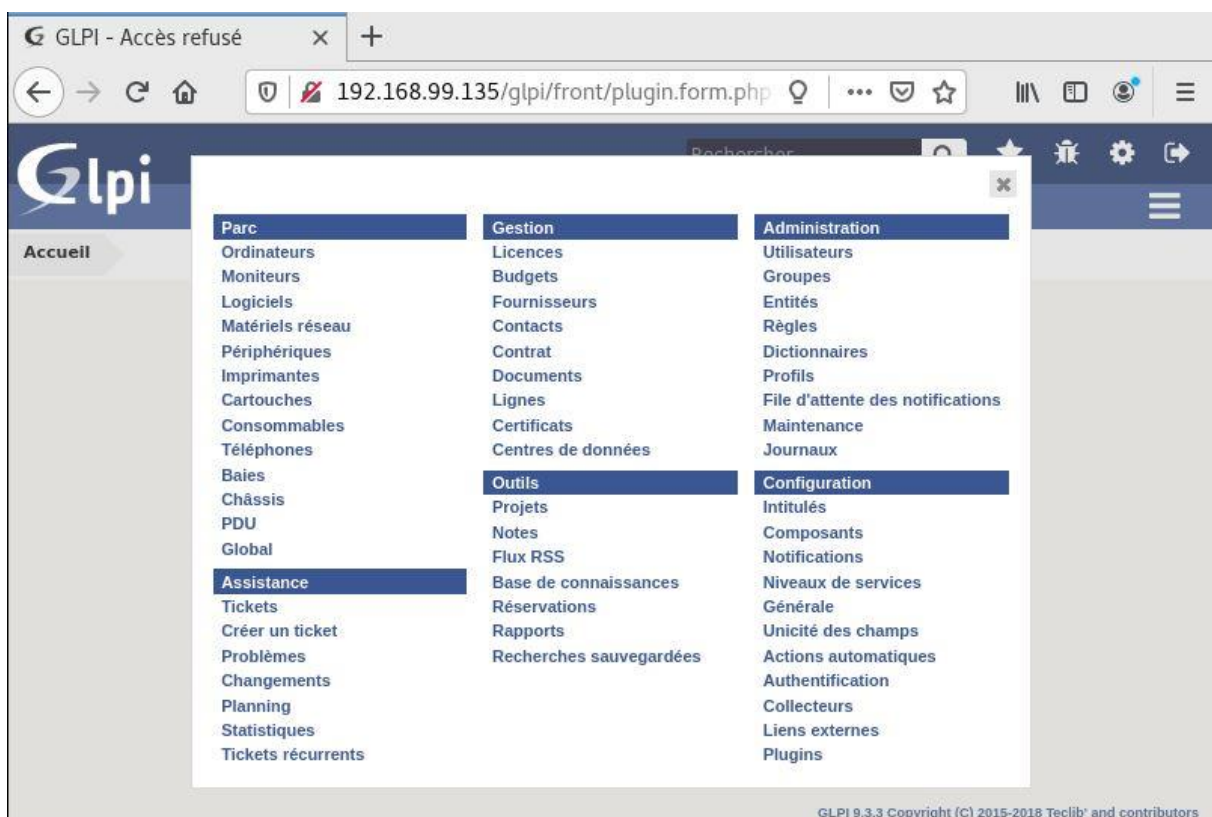 GLPI - Accès refusé
192.168.99.135/glpi/front/plugin.form.php
Glpi
Rechercher
Accueil
Parc
Ordinateurs
Moniteurs
Logiciels
Matériels réseau
Périphériques
Imprimantes
Cartouches
Consommables
Téléphones
Baies
Châssis
PDU
Global
Assistance
Tickets
Créer un ticket
Problèmes
Changements
Planning
Statistiques
Tickets récurrents
Gestion
Licences
Budgets
Fournisseurs
Contacts
Contrat
Documents
Lignes
Certificats
Centres de données
Outils
Projets
Notes
Flux RSS
Base de connaissances
Réservations
Rapports
Recherches sauvegardées
Administration
Utilisateurs
Groupes
Entités
Règles
Dictionnaires
Profils
File d'attente des notifications
Maintenance
Journaux
Configuration
Intitulés
Composants
Notifications
Niveaux de services
Générale
Unicité des champs
Actions automatiques
Authentification
Collecteurs
Liens externes
Plugins
GLPI 9.3.3 Copyright (C) 2015-2018 Teclib' and contributors